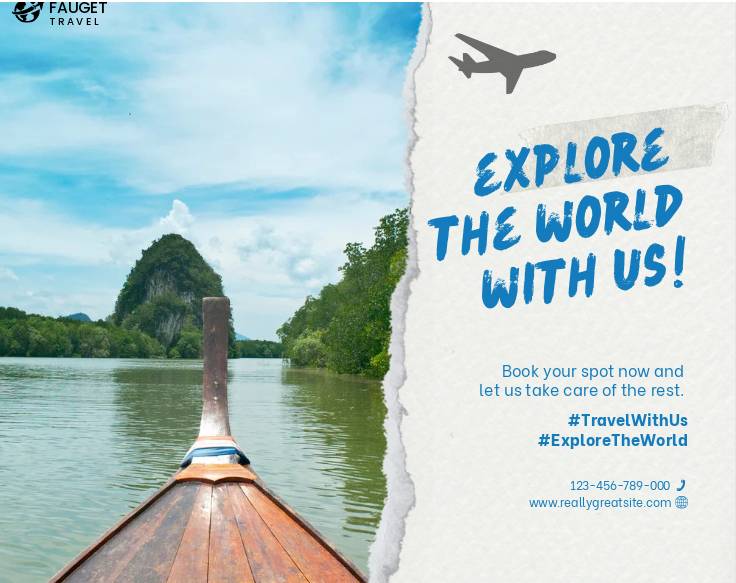 FAUGET
TRAVEL
EXPLORE
THE WORLD
WITH US!
Book your spot now and
let us take care of the rest.
#TravelWithUs
#ExploreTheWorld
123-456-789-000
www.reallygreatsite.com